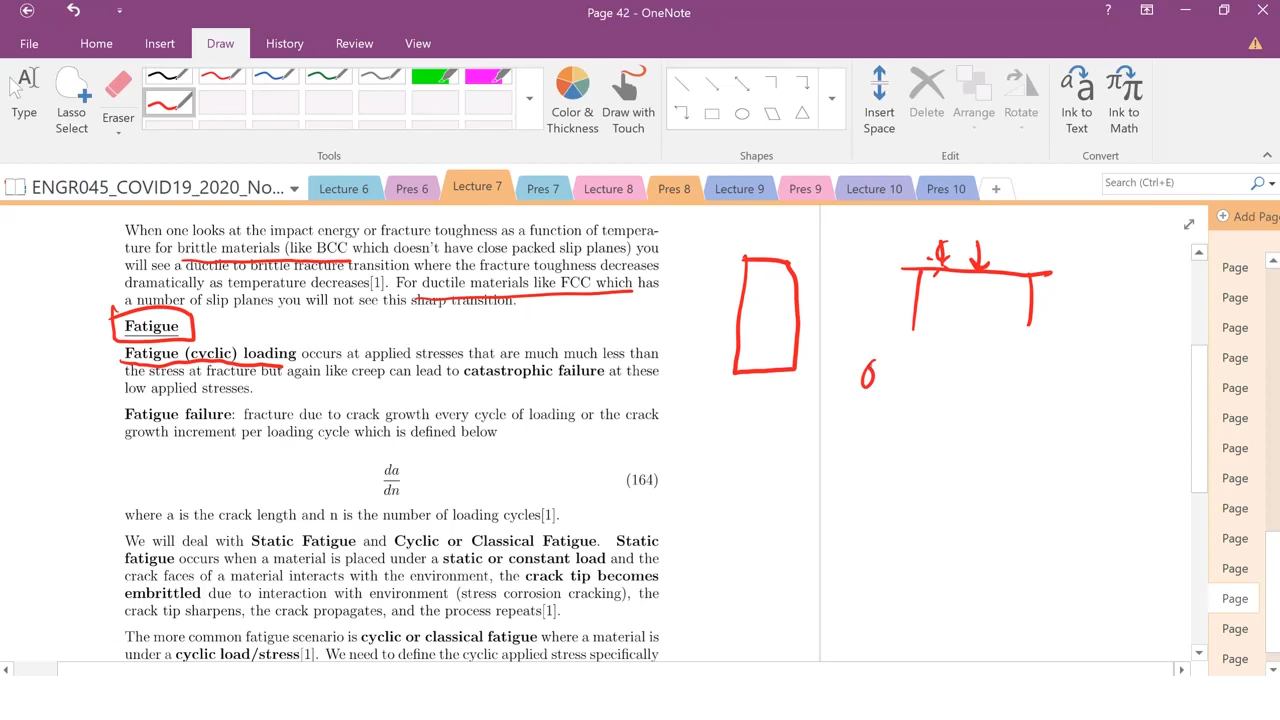 Page 42 - OneNote
?
File Home Insert Draw History Review View
Type
Lasso Select
Eraser
Color & Thickness
Draw with Touch
Insert Space
Delete
Arrange
Rotate
Ink to Text
Ink to Math
Tools Shapes Edit Convert
ENGR045_COVID19_2020_No...
Lecture 6 Pres 6 Lecture 7 Pres 7 Lecture 8 Pres 8 Lecture 9 Pres 9 Lecture 10 Pres 10 +
Search (Ctrl+E)
Add Page
When one looks at the impact energy or fracture toughness as a function of tempera-
ture for brittle materials (like BCC which doesn't have close packed slip planes) you
will see a ductile to brittle fracture transition where the fracture toughness decreases
dramatically as temperature decreases[1]. For ductile materials like FCC which has
a number of slip planes you will not see this sharp transition.
Fatigue
Fatigue (cyclic) loading occurs at applied stresses that are much much less than
the stress at fracture but again like creep can lead to catastrophic failure at these
low applied stresses.
Fatigue failure: fracture due to crack growth every cycle of loading or the crack
growth increment per loading cycle which is defined below
da
dn
(164)
where a is the crack length and n is the number of loading cycles[1].
We will deal with Static Fatigue and Cyclic or Classical Fatigue. Static
fatigue occurs when a material is placed under a static or constant load and the
crack faces of a material interacts with the environment, the crack tip becomes
embrittled due to interaction with environment (stress corrosion cracking), the
crack tip sharpens, the crack propagates, and the process repeats[1].
The more common fatigue scenario is cyclic or classical fatigue where a material is
under a cyclic load/stress[1]. We need to define the cyclic applied stress specifically
Page
Page
Page
Page
Page
Page
Page
Page
Page
Page
Page
Page
Page
Page